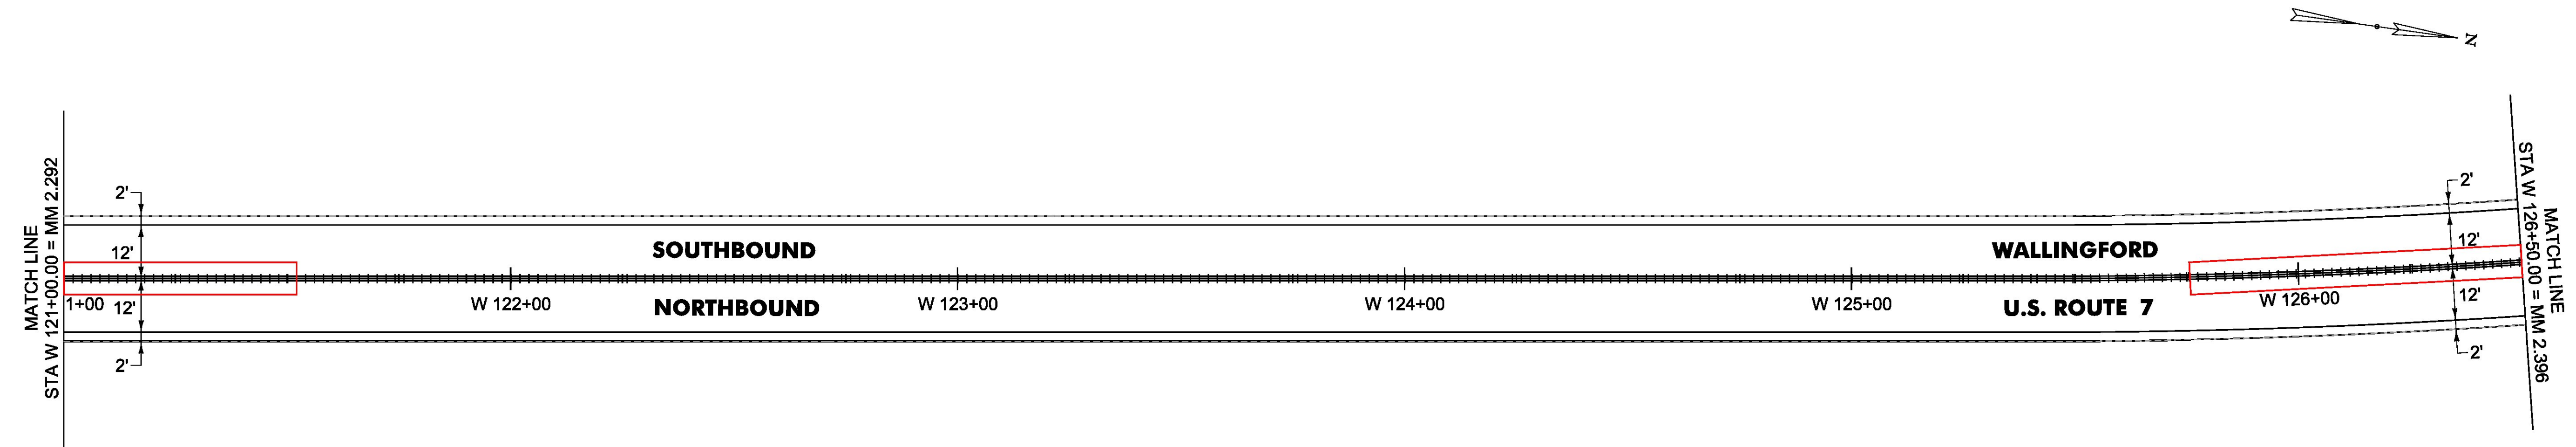 N
MATCH LINE
STA W 121+00.00 = MM 2.292
2'
12'
1+00
12'
2'
SOUTHBOUND
NORTHBOUND
W 122+00
W 123+00
W 124+00
W 125+00
WALLINGFORD
U.S. ROUTE 7
W 126+00
2'
12'
12'
2'
STA W 126+50.00 = MM 2.396
MATCH LINE